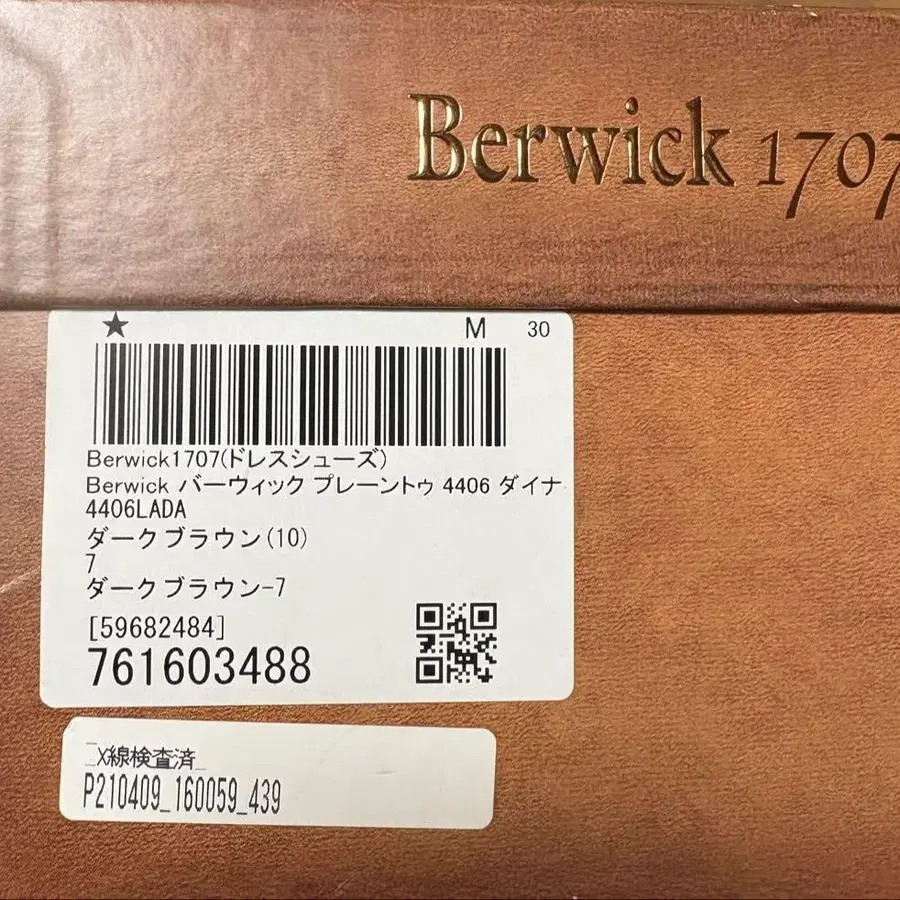 Berwick 1707
★ M 30
Berwick1707(ドレスシューズ)
Berwick バーウィック プレーントゥ 4406 ダイナ
4406LADA
ダークブラウン(10)
7
ダークブラウン-7
[59682484]
761603488
X線検査済
P210409_160059_439